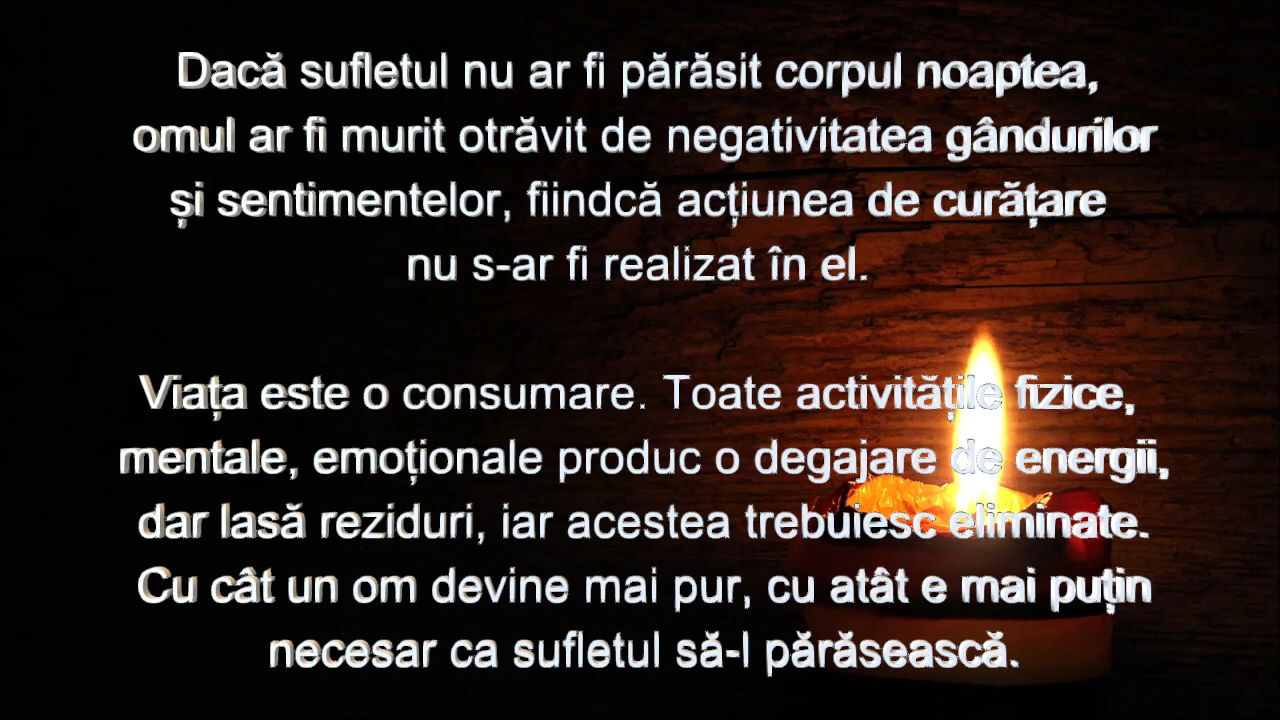 Dacă sufletul nu ar fi părăsit corpul noaptea,
omul ar fi murit otrăvit de negativitatea gândurilor
și sentimentelor, fiindcă acțiunea de curățare
nu s-ar fi realizat în el.
Viața este o consumare. Toate activitățile fizice,
mentale, emoționale produc o degajare de energii,
dar lasă reziduri, iar acestea trebuiesc eliminate.
Cu cât un om devine mai pur, cu atât e mai puțin
necesar ca sufletul să-l părăsească.